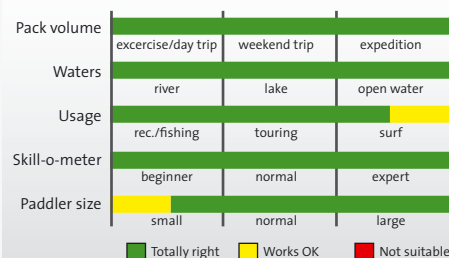 Pack volume
excercise/day trip weekend trip expedition
Waters
river lake open water
Usage
rec./fishing touring surf
Skill-o-meter
beginner normal expert
Paddler size
small normal large
Totally right Works OK Not suitable